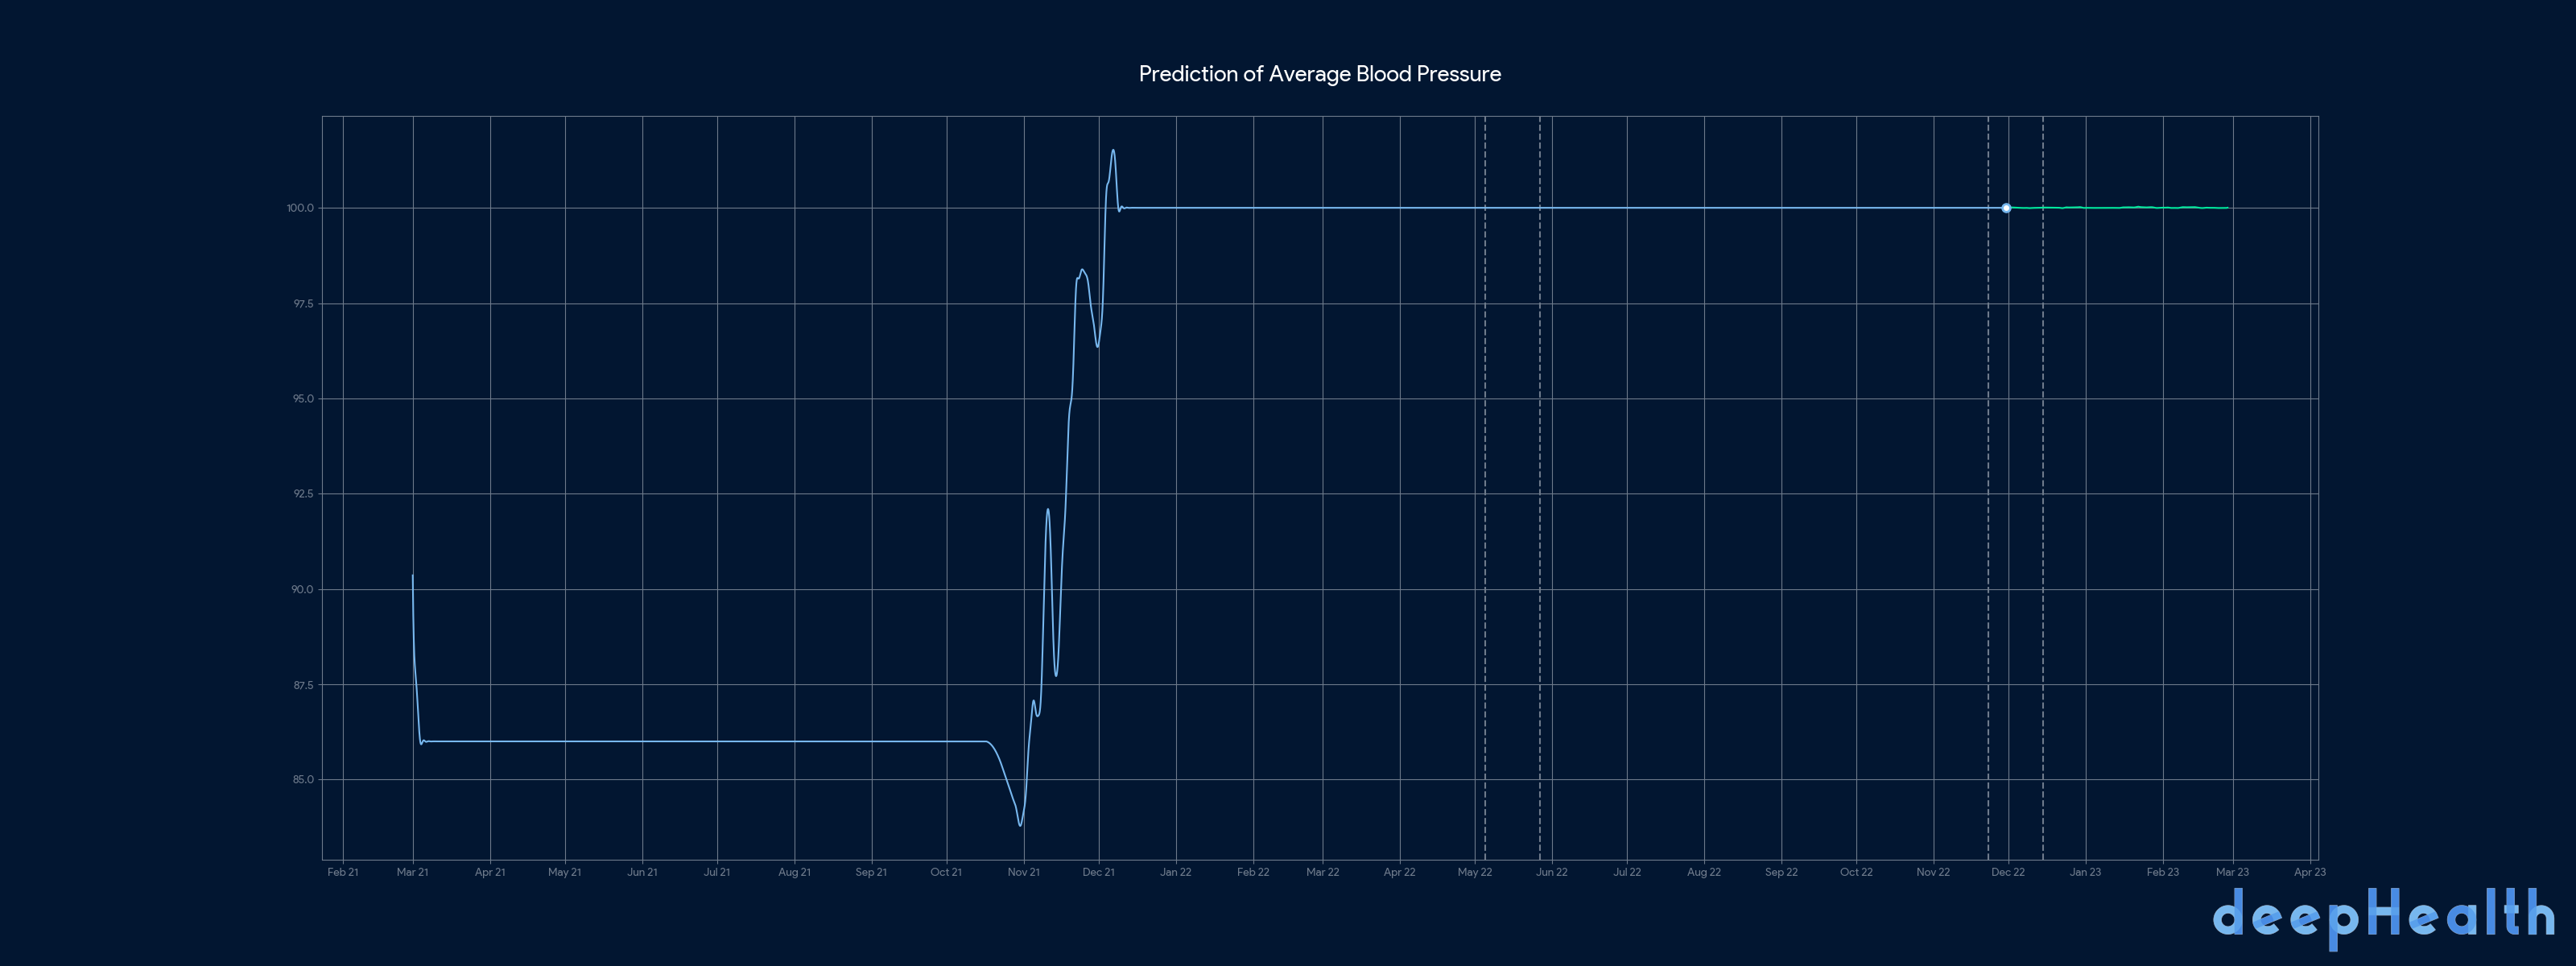 Prediction of Average Blood Pressure
100.0
97.5
95.0
92.5
90.0
87.5
85.0
Feb 21 Mar 21 Apr 21 May 21 Jun 21 Jul 21 Aug 21 Sep 21 Oct 21 Nov 21 Dec 21 Jan 22 Feb 22 Mar 22 Apr 22 May 22 Jun 22 Jul 22 Aug 22 Sep 22 Oct 22 Nov 22 Dec 22 Jan 23 Feb 23 Mar 23 Apr 23
deepHealth